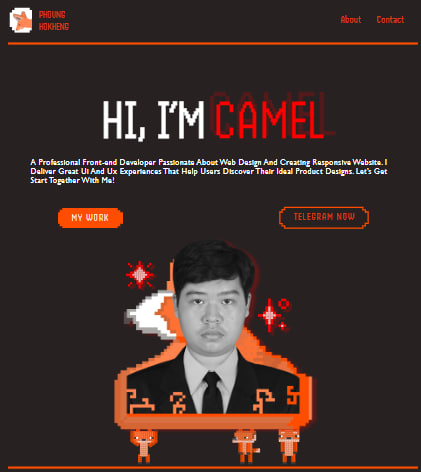 PHOUNG
HOKHENG
About
Contact
HI, I'M CAMEL
A Professional Front-end Developer Passionate About Web Design And Creating Responsive Website. I
Deliver Great Ui And Ux Experiences That Help Users Discover Their Ideal Product Designs. Let's Get
Start Together With Me!
MY WORK
TELEGRAM NOW